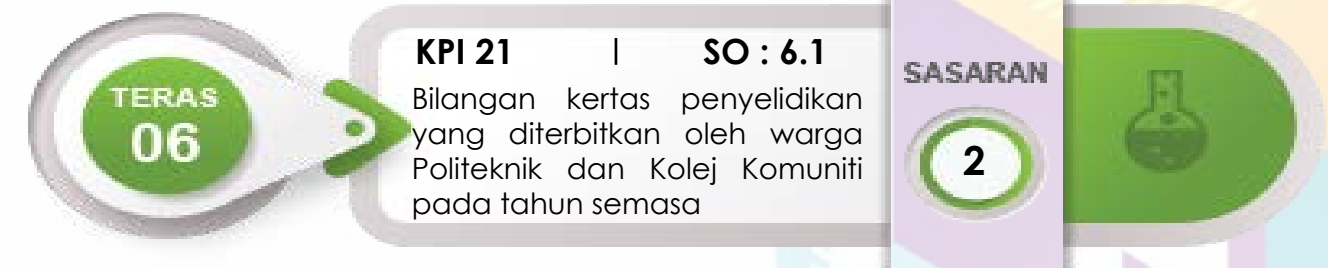 TERAS
06
KPI 21 | SO : 6.1
Bilangan kertas penyelidikan
yang diterbitkan oleh warga
Politeknik dan Kolej Komuniti
pada tahun semasa
SASARAN
2